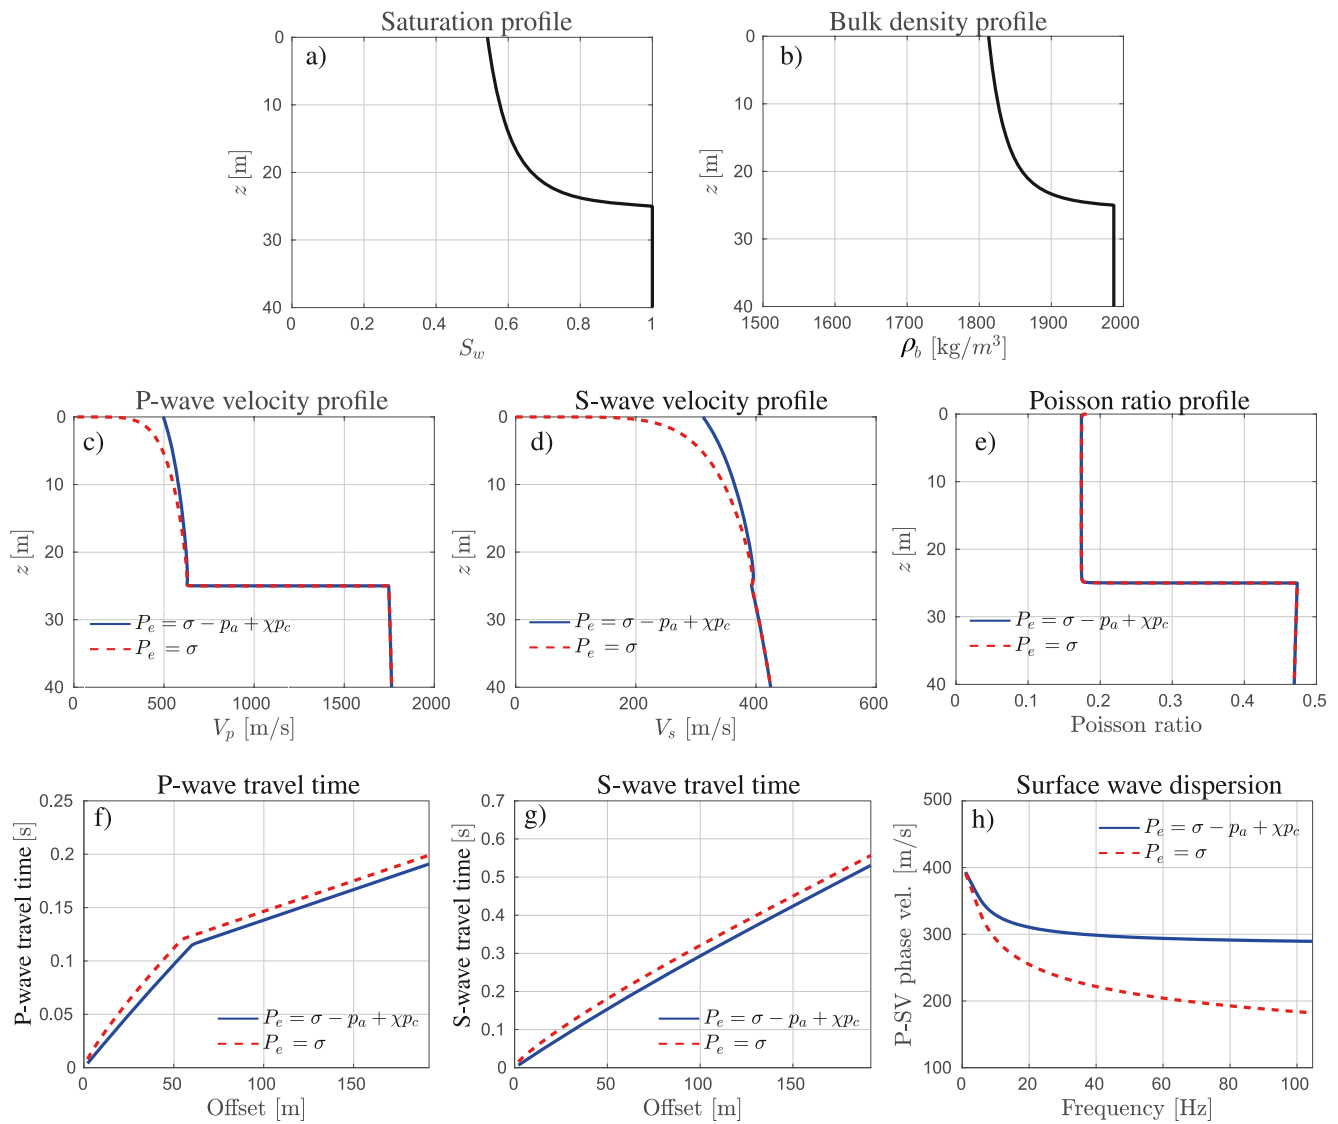 Saturation profile
a)
0
10
20
30
40
z [m]
0 0.2 0.4 0.6 0.8 1
S_w
Bulk density profile
b)
0
10
20
30
40
z [m]
1500 1600 1700 1800 1900 2000
ρ_b [kg/m³]
P-wave velocity profile
c)
0
10
20
30
40
z [m]
P_e = σ − p_a + χp_c
P_e = σ
0 500 1000 1500 2000
V_p [m/s]
S-wave velocity profile
d)
0
10
20
30
40
z [m]
P_e = σ − p_a + χp_c
P_e = σ
0 200 400 600
V_s [m/s]
Poisson ratio profile
e)
0
10
20
30
40
z [m]
P_e = σ − p_a + χp_c
P_e = σ
0 0.1 0.2 0.3 0.4 0.5
Poisson ratio
P-wave travel time
f)
0.25
0.2
0.15
0.1
0.05
0
P-wave travel time [s]
P_e = σ − p_a + χp_c
P_e = σ
0 50 100 150
Offset [m]
S-wave travel time
g)
0.7
0.6
0.5
0.4
0.3
0.2
0.1
0
S-wave travel time [s]
P_e = σ − p_a + χp_c
P_e = σ
0 50 100 150
Offset [m]
Surface wave dispersion
h)
500
400
300
200
100
P-SV phase vel. [m/s]
P_e = σ − p_a + χp_c
P_e = σ
0 20 40 60 80 100
Frequency [Hz]